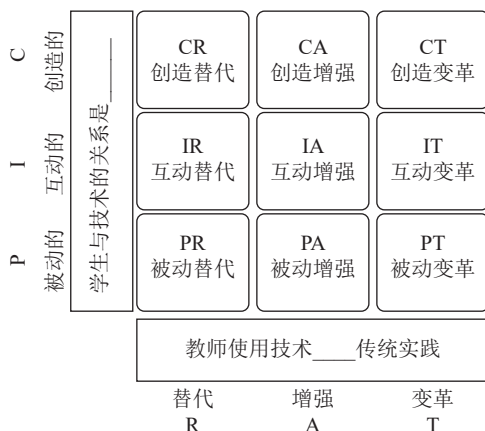 C
创造的
I
互动的
P
被动的
学生与技术的关系是____
CR
创造替代
CA
创造增强
CT
创造变革
IR
互动替代
IA
互动增强
IT
互动变革
PR
被动替代
PA
被动增强
PT
被动变革
教师使用技术____传统实践
替代
R
增强
A
变革
T